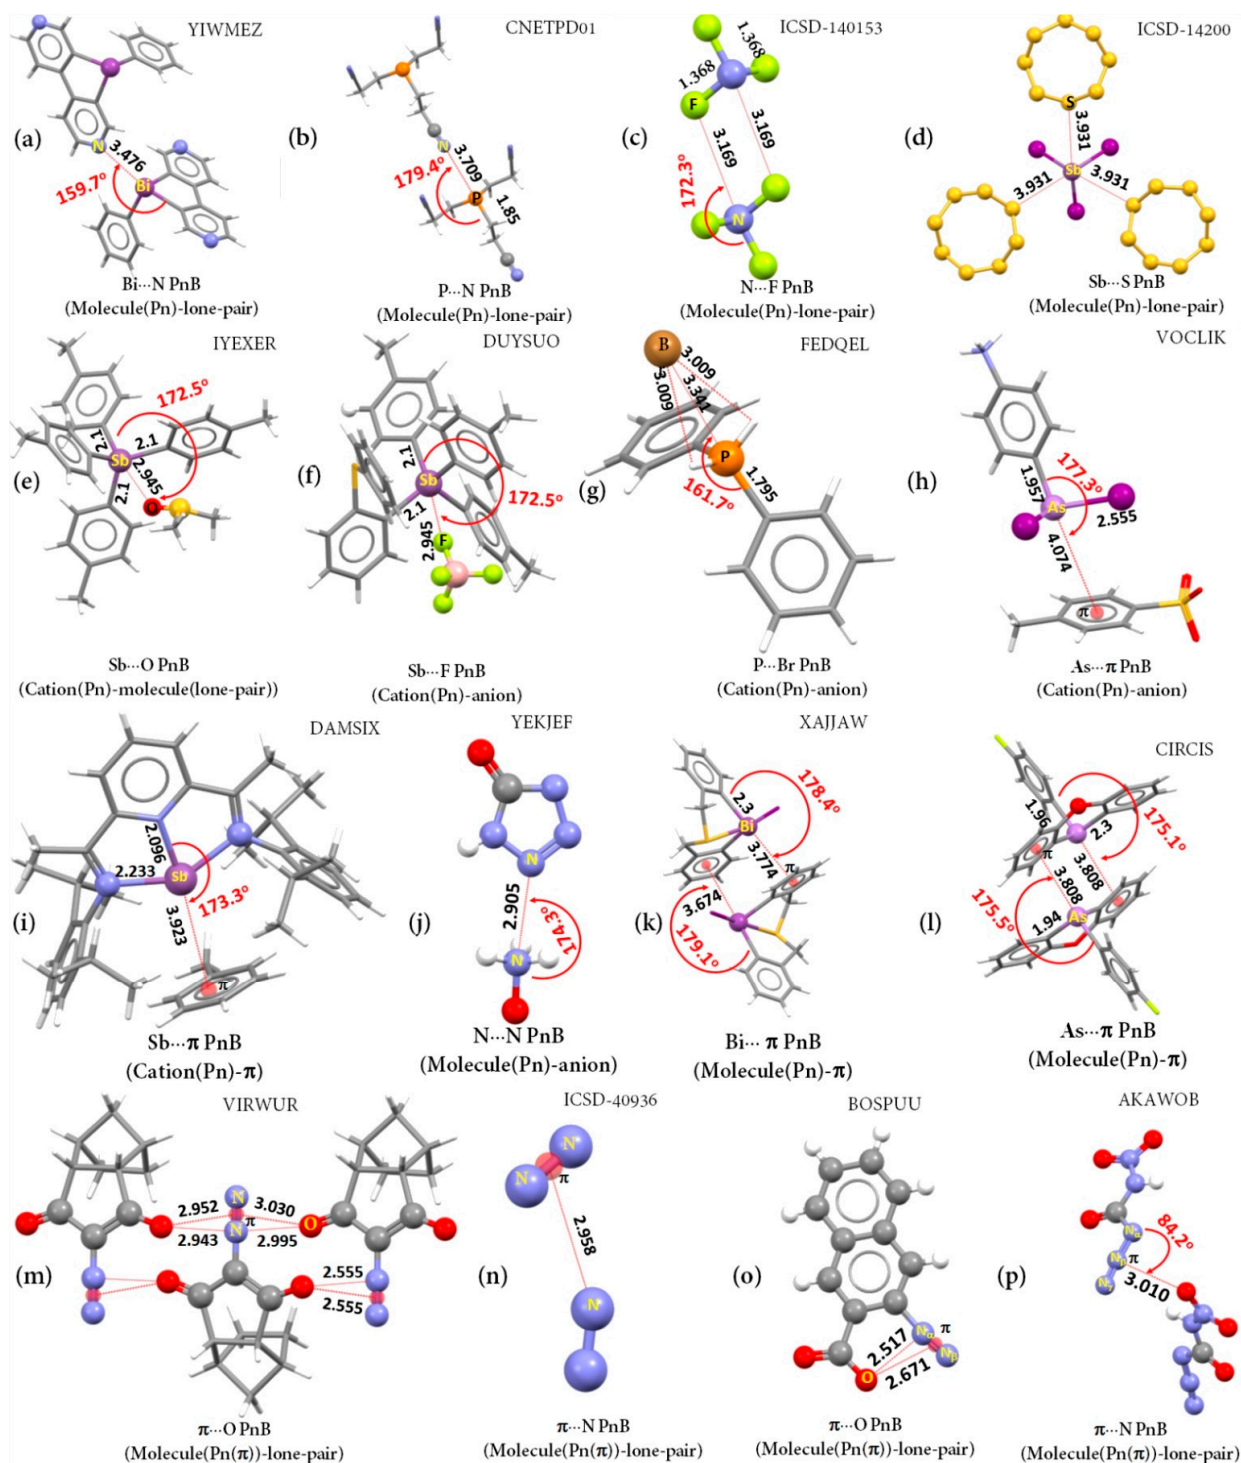 YIWMEZ
(a)
N
3.476
159.7°
Bi
Bi···N PnB
(Molecule(Pn)-lone-pair)
CNETPD01
(b)
N
3.709
179.4°
P
1.85
P···N PnB
(Molecule(Pn)-lone-pair)
ICSD-140153
(c)
1.368
1.368
F
3.169
3.169
172.3°
N
N···F PnB
(Molecule(Pn)-lone-pair)
ICSD-14200
(d)
S
3.931
Sb
3.931
3.931
Sb···S PnB
(Molecule(Pn)-lone-pair)
IYEXER
(e)
172.5°
2.1
2.1
Sb
2.945
2.1
O
Sb···O PnB
(Cation(Pn)-molecule(lone-pair))
DUYSUO
(f)
2.1
Sb
2.1
172.5°
2.945
F
Sb···F PnB
(Cation(Pn)-anion)
FEDQEL
(g)
B
3.009
3.341
3.009
P
161.7°
1.795
P···Br PnB
(Cation(Pn)-anion)
VOCLIK
(h)
1.957
177.3°
As
2.555
4.074
π
As···π PnB
(Cation(Pn)-anion)
DAMSIX
(i)
2.096
2.233
Sb
173.3°
3.923
π
Sb···π PnB
(Cation(Pn)-π)
YEKJEF
(j)
N
2.905
174.3°
N
N···N PnB
(Molecule(Pn)-anion)
XAJJAW
(k)
178.4°
2.3
Bi
3.774
π
3.674
179.1°
Bi··· π PnB
(Molecule(Pn)-π)
CIRCIS
(l)
1.96
2.3
175.1°
π
3.808
3.808
As
175.5°
1.94
As···π PnB
(Molecule(Pn)-π)
VIRWUR
(m)
N
2.952
3.030
π
N
O
2.943
2.995
2.555
2.555
π···O PnB
(Molecule(Pn(π))-lone-pair)
ICSD-40936
(n)
N
N
π
2.958
N
π···N PnB
(Molecule(Pn(π))-lone-pair)
BOSPUU
(o)
Nα
π
Nβ
2.517
2.671
O
π···O PnB
(Molecule(Pn(π))-lone-pair)
AKAWOB
(p)
Nα
84.2°
Nβ
π
Nγ
3.010
π···N PnB
(Molecule(Pn(π))-lone-pair)